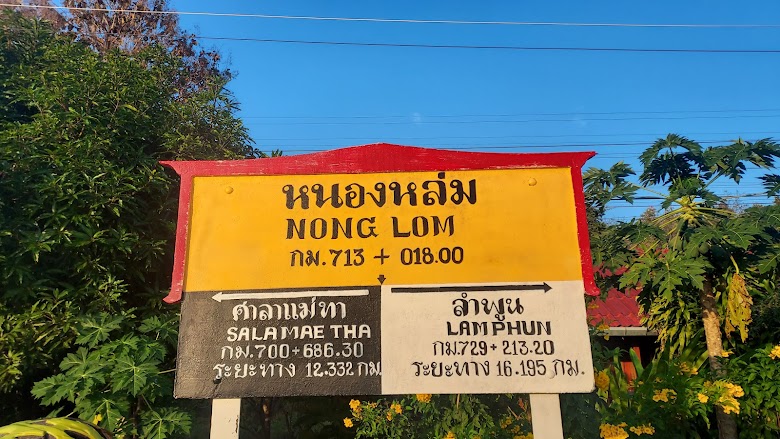 หนองหล่ม
NONG LOM
กม.713 + 018.00
ศาลาแม่ทา
SALA MAE THA
กม.700+686.30
ระยะทาง 12.332 กม.
ลำพูน
LAMPHUN
กม.729 + 213.20
ระยะทาง 16.195 กม.